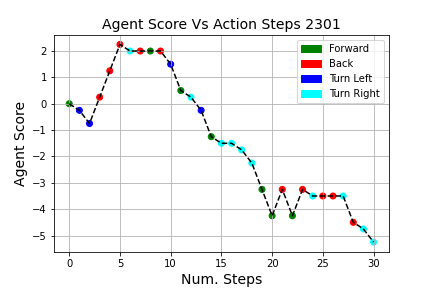 Agent Score Vs Action Steps 2301
Agent Score
2
1
0
−1
−2
−3
−4
−5
Forward
Back
Turn Left
Turn Right
0
5
10
15
20
25
30
Num. Steps